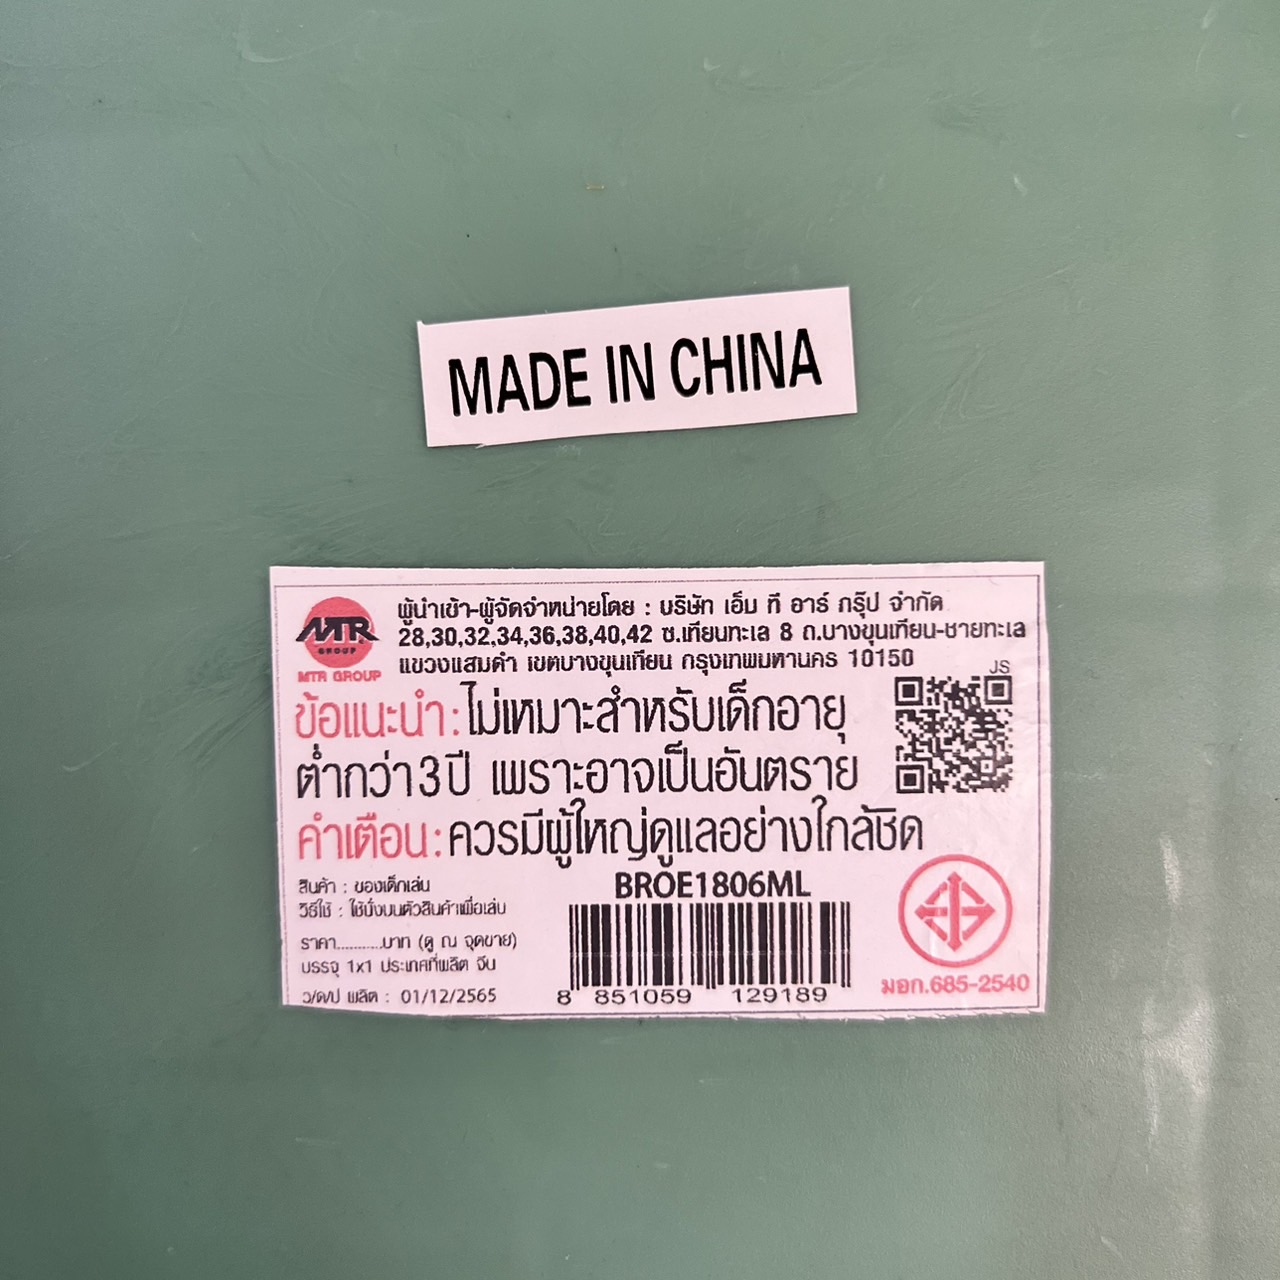 MADE IN CHINA
MTR
GROUP
MTR GROUP
ผู้นำเข้า-ผู้จัดจำหน่ายโดย : บริษัท เอ็ม ที อาร์ กรุ๊ป จำกัด
28,30,32,34,36,38,40,42 ซ.เทียนทะเล 8 ถ.บางขุนเทียน-ชายทะเล
แขวงแสมดำ เขตบางขุนเทียน กรุงเทพมหานคร 10150
JS
ข้อแนะนำ : ไม่เหมาะสำหรับเด็กอายุ
ต่ำกว่า 3 ปี เพราะอาจเป็นอันตราย
คำเตือน : ควรมีผู้ใหญ่ดูแลอย่างใกล้ชิด
สินค้า : ของเด็กเล่น
วิธีใช้ : ใช้นั่งบนตัวสินค้าเพื่อเล่น
ราคา...........บาท (ดู ณ จุดขาย)
บรรจุ 1x1 ประเทศที่ผลิต จีน
ว/ด/ป ผลิต : 01/12/2565
BROE1806ML
8 851059 129189
มอก.685-2540